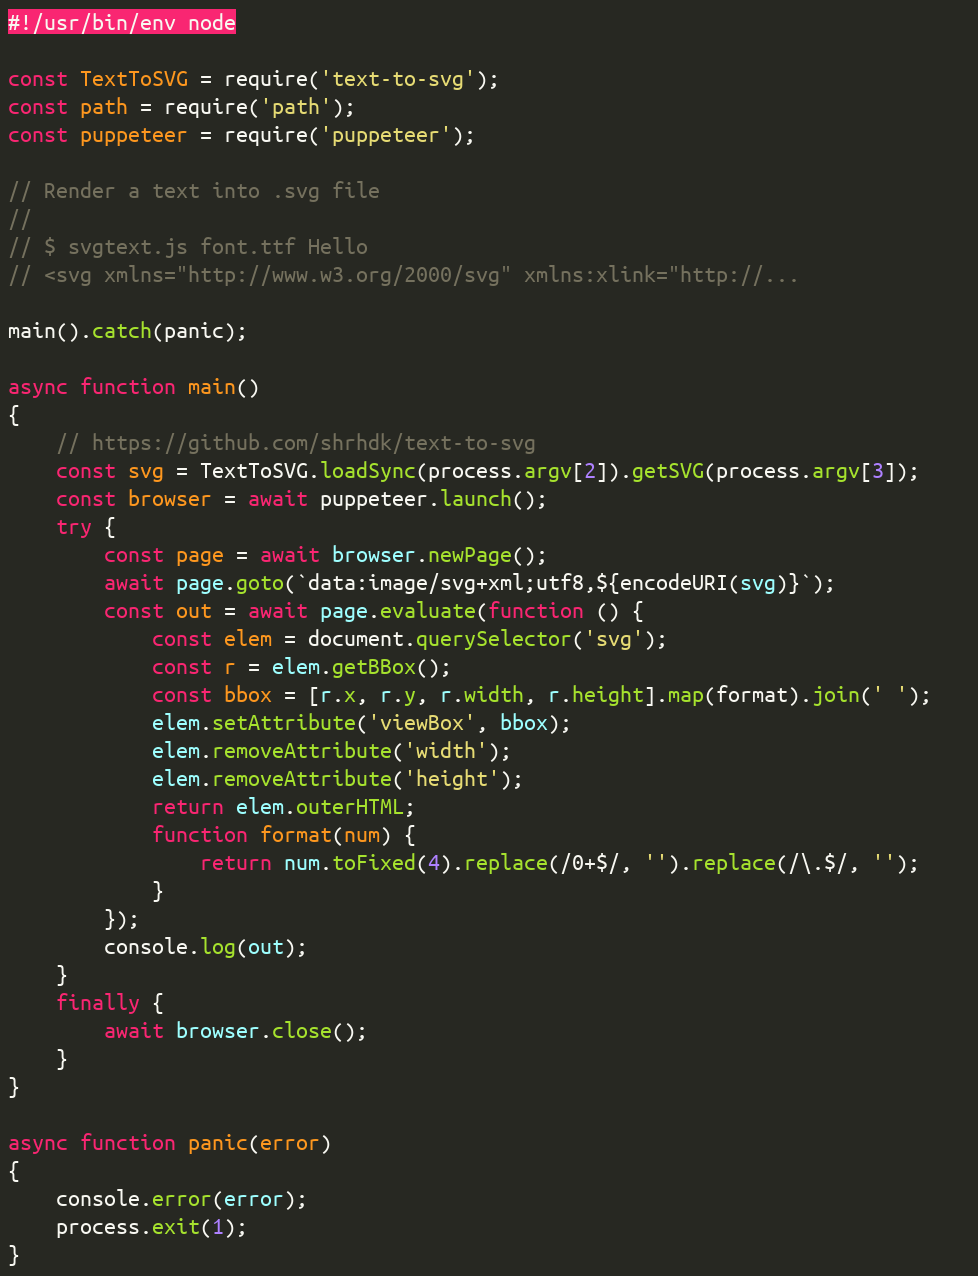 #!/usr/bin/env node

const TextToSVG = require('text-to-svg');
const path = require('path');
const puppeteer = require('puppeteer');

// Render a text into .svg file
//
// $ svgtext.js font.ttf Hello
// <svg xmlns="http://www.w3.org/2000/svg" xmlns:xlink="http://...

main().catch(panic);

async function main()
{
    // https://github.com/shrhdk/text-to-svg
    const svg = TextToSVG.loadSync(process.argv[2]).getSVG(process.argv[3]);
    const browser = await puppeteer.launch();
    try {
        const page = await browser.newPage();
        await page.goto(`data:image/svg+xml;utf8,${encodeURI(svg)}`);
        const out = await page.evaluate(function () {
            const elem = document.querySelector('svg');
            const r = elem.getBBox();
            const bbox = [r.x, r.y, r.width, r.height].map(format).join(' ');
            elem.setAttribute('viewBox', bbox);
            elem.removeAttribute('width');
            elem.removeAttribute('height');
            return elem.outerHTML;
            function format(num) {
                return num.toFixed(4).replace(/0+$/, '').replace(/\.$/, '');
            }
        });
        console.log(out);
    }
    finally {
        await browser.close();
    }
}

async function panic(error)
{
    console.error(error);
    process.exit(1);
}